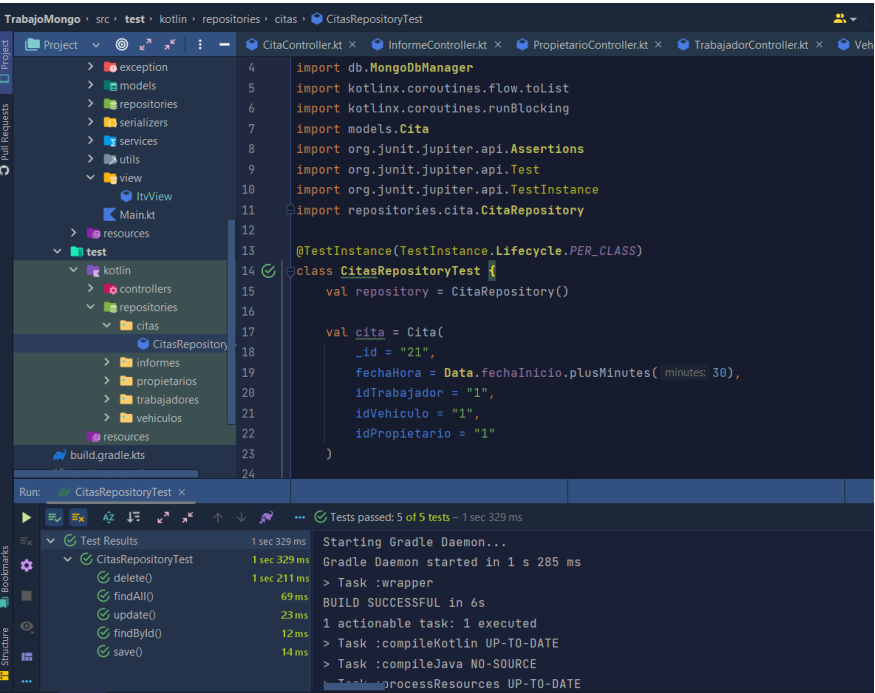 TrabajoMongo › src › test › kotlin › repositories › citas › CitasRepositoryTest
Project
CitaController.kt × InformeController.kt × PropietarioController.kt × TrabajadorController.kt × Veh
Project
Pull Requests
exception
models
repositories
serializers
services
utils
view
ItvView
Main.kt
resources
test
kotlin
controllers
repositories
citas
CitasRepository
informes
propietarios
trabajadores
vehiculos
resources
build.gradle.kts
4 import db.MongoDbManager
5 import kotlinx.coroutines.flow.toList
6 import kotlinx.coroutines.runBlocking
7 import models.Cita
8 import org.junit.jupiter.api.Assertions
9 import org.junit.jupiter.api.Test
10 import org.junit.jupiter.api.TestInstance
11 import repositories.cita.CitaRepository
12
13 @TestInstance(TestInstance.Lifecycle.PER_CLASS)
14 class CitasRepositoryTest {
15 val repository = CitaRepository()
16
17 val cita = Cita(
18 _id = "21",
19 fechaHora = Data.fechaInicio.plusMinutes( minutes: 30),
20 idTrabajador = "1",
21 idVehiculo = "1",
22 idPropietario = "1"
23 )
24
Run: CitasRepositoryTest ×
Tests passed: 5 of 5 tests – 1 sec 329 ms
Bookmarks
Structure
Test Results 1 sec 329 ms
CitasRepositoryTest 1 sec 329 ms
delete() 1 sec 211 ms
findAll() 69 ms
update() 23 ms
findById() 12 ms
save() 14 ms
Starting Gradle Daemon...
Gradle Daemon started in 1 s 285 ms
> Task :wrapper
BUILD SUCCESSFUL in 6s
1 actionable task: 1 executed
> Task :compileKotlin UP-TO-DATE
> Task :compileJava NO-SOURCE
> Task :processResources UP-TO-DATE